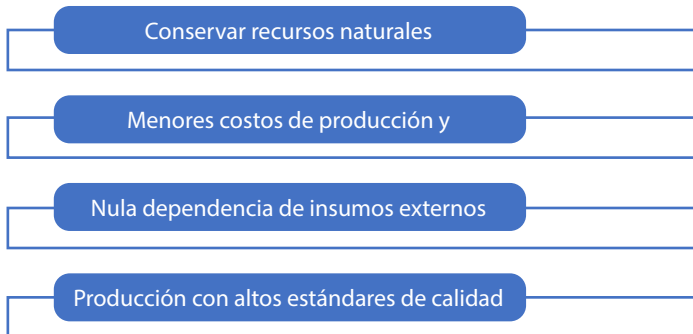 Conservar recursos naturales
Menores costos de producción y
Nula dependencia de insumos externos
Producción con altos estándares de calidad